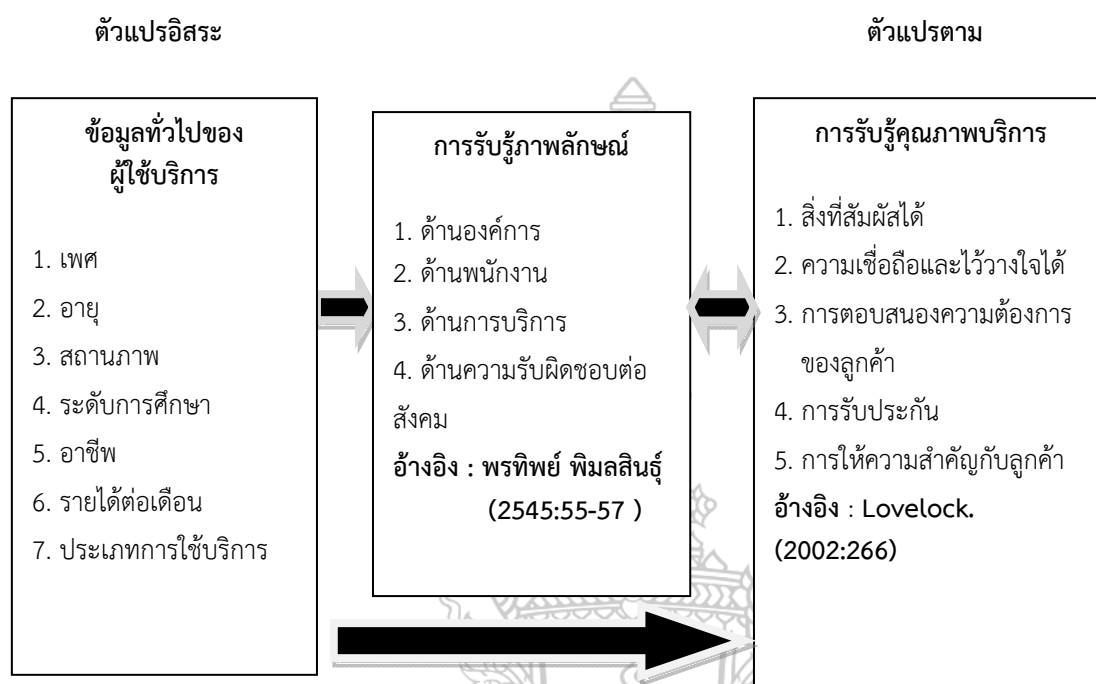 ตัวแปรอิสระ
ตัวแปรตาม
ข้อมูลทั่วไปของ
ผู้ใช้บริการ
1. เพศ
2. อายุ
3. สถานภาพ
4. ระดับการศึกษา
5. อาชีพ
6. รายได้ต่อเดือน
7. ประเภทการใช้บริการ
การรับรู้ภาพลักษณ์
1. ด้านองค์การ
2. ด้านพนักงาน
3. ด้านการบริการ
4. ด้านความรับผิดชอบต่อ
สังคม
อ้างอิง : พรทิพย์ พิมลสินธุ์
(2545:55-57 )
การรับรู้คุณภาพบริการ
1. สิ่งที่สัมผัสได้
2. ความเชื่อถือและไว้วางใจได้
3. การตอบสนองความต้องการ
ของลูกค้า
4. การรับประกัน
5. การให้ความสำคัญกับลูกค้า
อ้างอิง : Lovelock.
(2002:266)